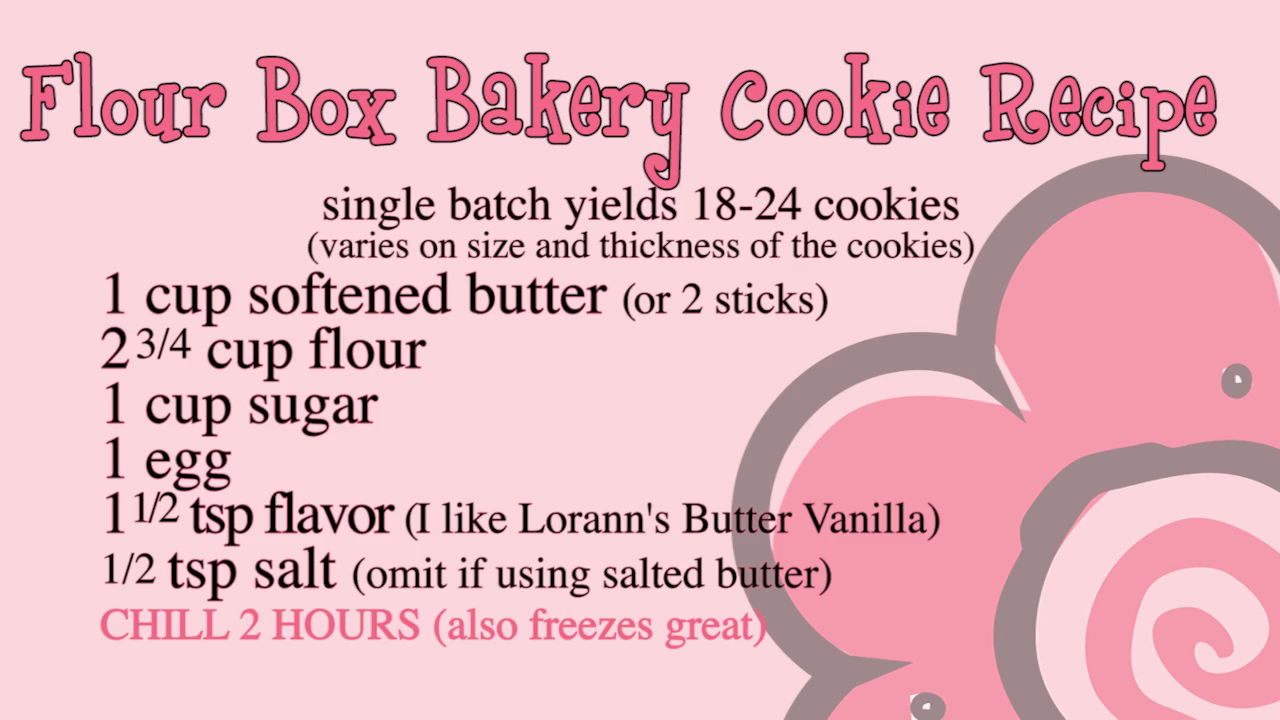 Flour Box Bakery Cookie Recipe
single batch yields 18-24 cookies
(varies on size and thickness of the cookies)
1 cup softened butter (or 2 sticks)
2 3/4 cup flour
1 cup sugar
1 egg
1 1/2 tsp flavor (I like Lorann's Butter Vanilla)
1/2 tsp salt (omit if using salted butter)
CHILL 2 HOURS (also freezes great)